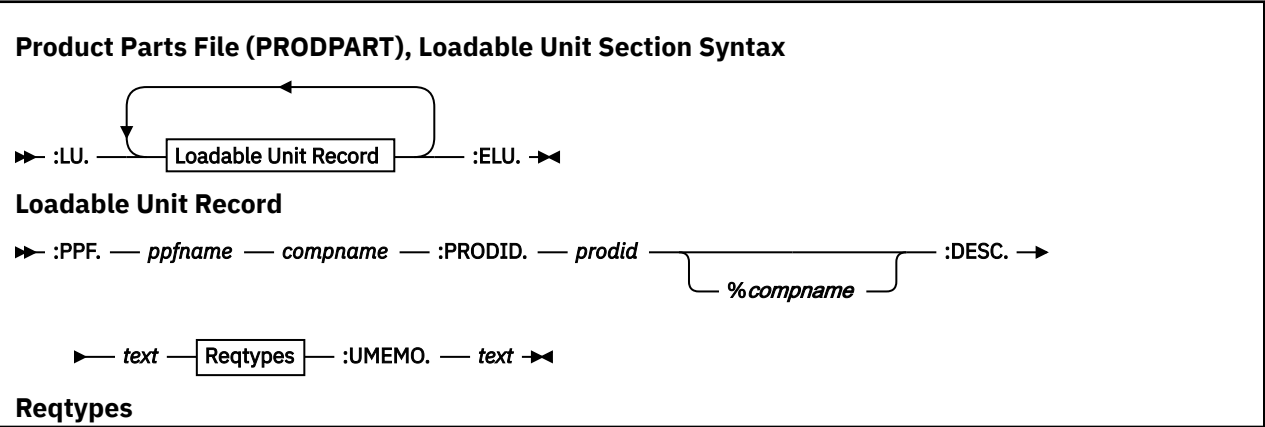 Product Parts File (PRODPART), Loadable Unit Section Syntax
:LU. Loadable Unit Record :ELU.
Loadable Unit Record
:PPF. ppfname compname :PRODID. prodid :DESC.
%compname
text Reqtypes :UMEMO. text
Reqtypes